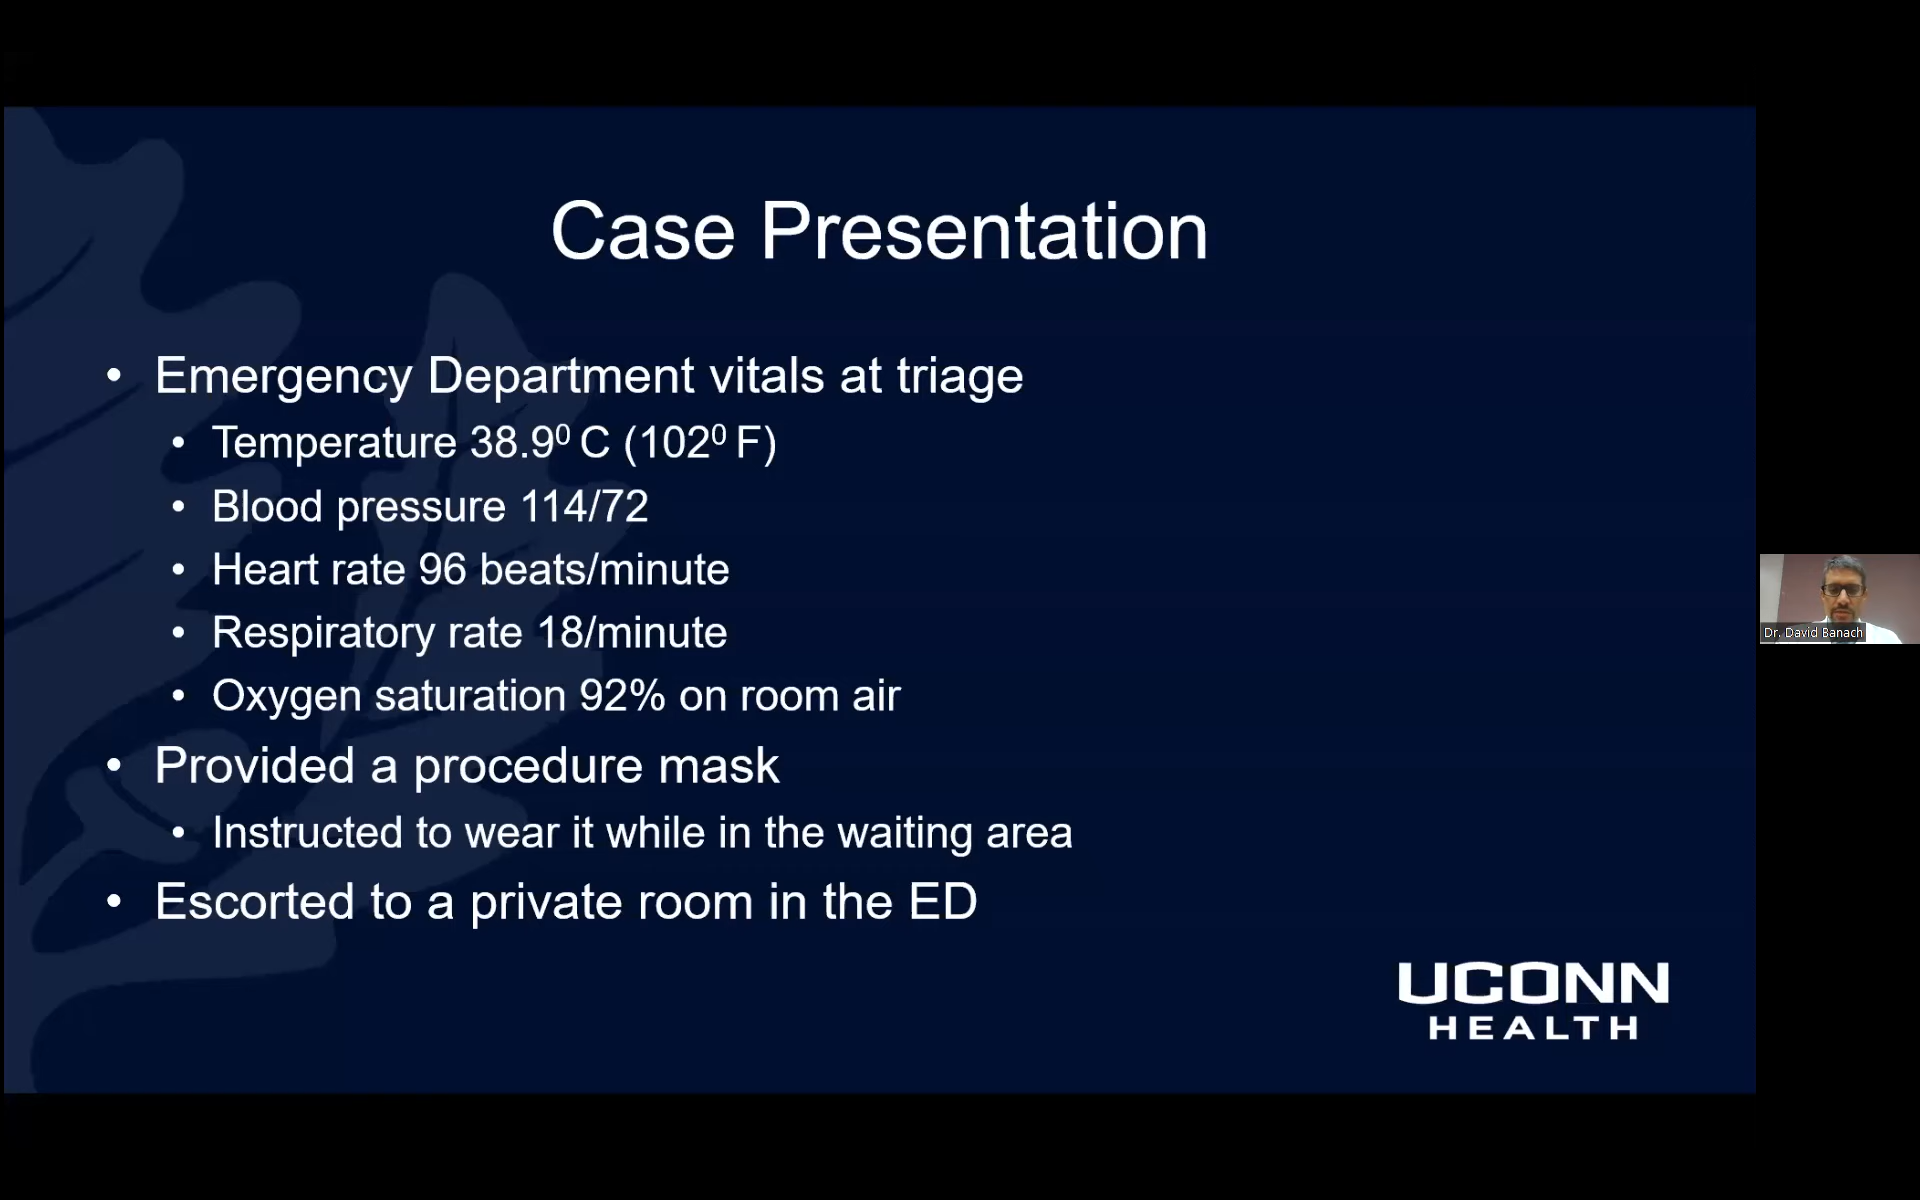 Case Presentation
• Emergency Department vitals at triage
• Temperature 38.9⁰ C (102⁰ F)
• Blood pressure 114/72
• Heart rate 96 beats/minute
• Respiratory rate 18/minute
• Oxygen saturation 92% on room air
• Provided a procedure mask
• Instructed to wear it while in the waiting area
• Escorted to a private room in the ED
UCONN
HEALTH
Dr. David Banach